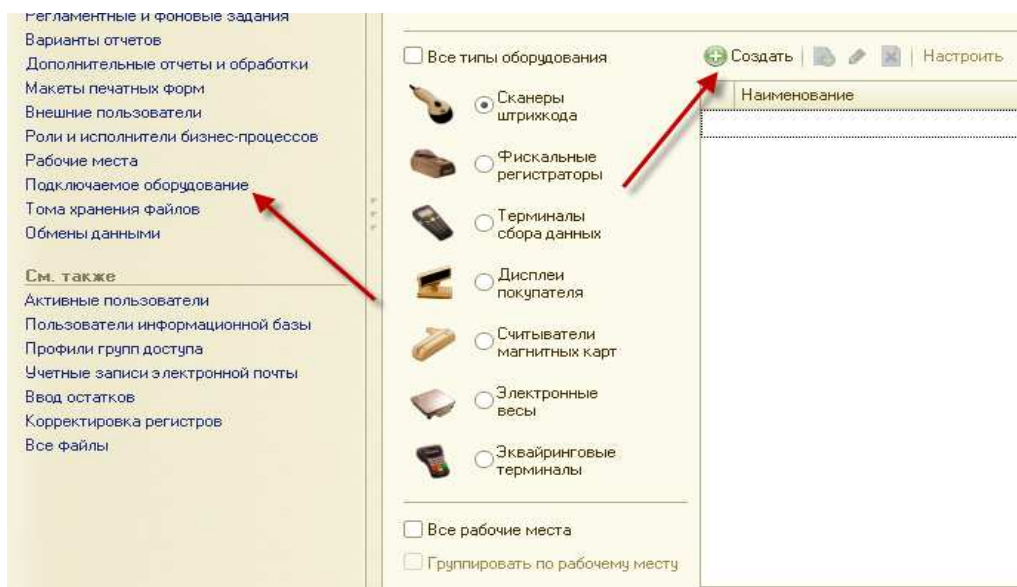 Регламентные и фоновые задания
Варианты отчетов
Дополнительные отчеты и обработки
Макеты печатных форм
Внешние пользователи
Роли и исполнители бизнес-процессов
Рабочие места
Подключаемое оборудование
Тома хранения файлов
Обмены данными
См. также
Активные пользователи
Пользователи информационной базы
Профили групп доступа
Учетные записи электронной почты
Ввод остатков
Корректировка регистров
Все файлы
Все типы оборудования
Сканеры
штрихкода
Фискальные
регистраторы
Терминалы
сбора данных
Дисплеи
покупателя
Считыватели
магнитных карт
Электронные
весы
Эквайринговые
терминалы
Все рабочие места
Группировать по рабочему месту
Создать Настроить
Наименование